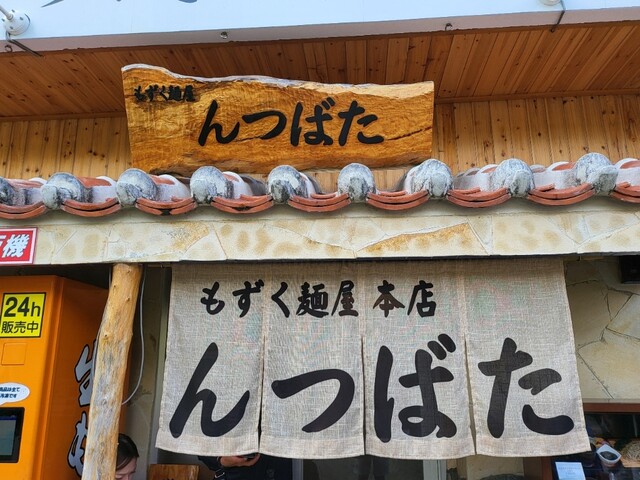 もずく麺屋
んつばた
機
24h
販売中
もずく麺屋 本店
んつばた